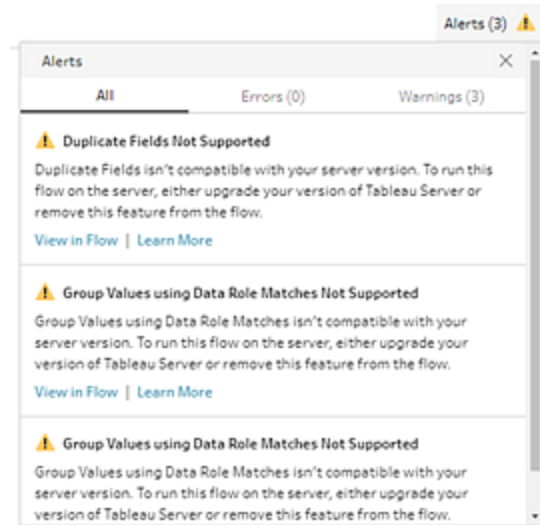 Alerts (3)
Alerts
All Errors (0) Warnings (3)
Duplicate Fields Not Supported
Duplicate Fields isn't compatible with your server version. To run this
flow on the server, either upgrade your version of Tableau Server or
remove this feature from the flow.
View in Flow | Learn More
Group Values using Data Role Matches Not Supported
Group Values using Data Role Matches isn't compatible with your
server version. To run this flow on the server, either upgrade your
version of Tableau Server or remove this feature from the flow.
View in Flow | Learn More
Group Values using Data Role Matches Not Supported
Group Values using Data Role Matches isn't compatible with your
server version. To run this flow on the server, either upgrade your
version of Tableau Server or remove this feature from the flow.